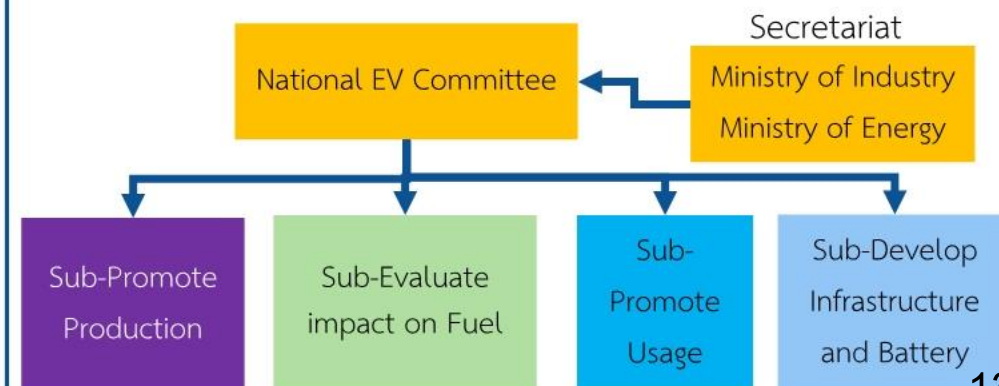 Secretariat
National EV Committee
Ministry of Industry
Ministry of Energy
Sub-Promote
Production
Sub-Evaluate
impact on Fuel
Sub-
Promote
Usage
Sub-Develop
Infrastructure
and Battery